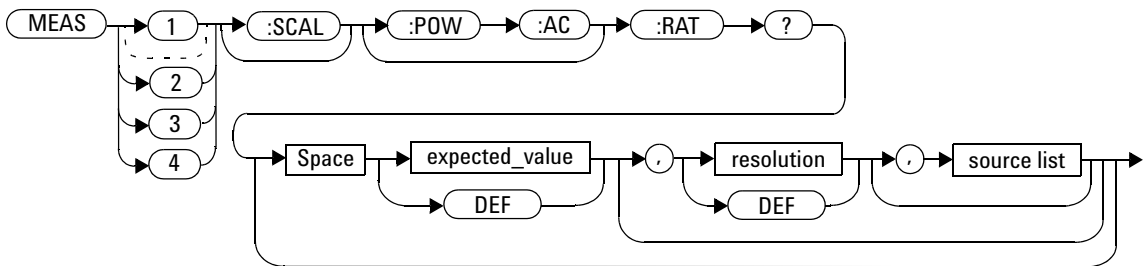 MEAS 1 :SCAL :POW :AC :RAT ?
2
3
4
Space expected_value , resolution , source list
DEF DEF